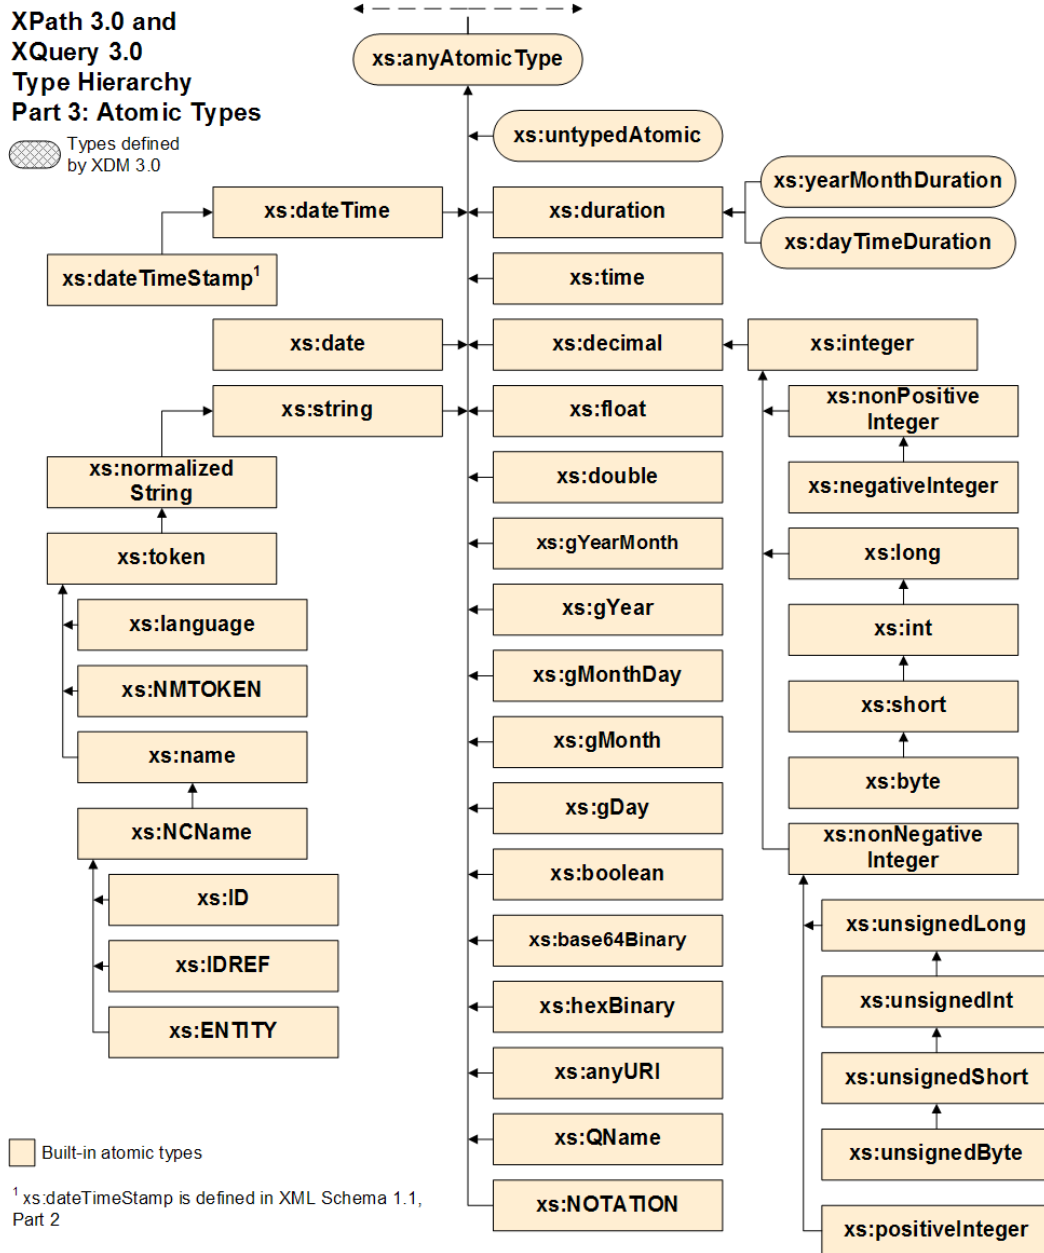 XPath 3.0 and
XQuery 3.0
Type Hierarchy
Part 3: Atomic Types
Types defined
by XDM 3.0
xs:anyAtomicType
xs:untypedAtomic
xs:yearMonthDuration
xs:dateTime
xs:duration
xs:dayTimeDuration
xs:dateTimeStamp¹
xs:time
xs:date
xs:decimal
xs:integer
xs:string
xs:float
xs:nonPositive
Integer
xs:normalized
String
xs:double
xs:negativeInteger
xs:token
xs:gYearMonth
xs:long
xs:language
xs:gYear
xs:int
xs:NMTOKEN
xs:gMonthDay
xs:short
xs:name
xs:gMonth
xs:byte
xs:NCName
xs:gDay
xs:nonNegative
Integer
xs:ID
xs:boolean
xs:unsignedLong
xs:IDREF
xs:base64Binary
xs:unsignedInt
xs:ENTITY
xs:hexBinary
xs:unsignedShort
xs:anyURI
xs:QName
xs:unsignedByte
Built-in atomic types
xs:NOTATION
xs:positiveInteger
¹ xs:dateTimeStamp is defined in XML Schema 1.1,
Part 2